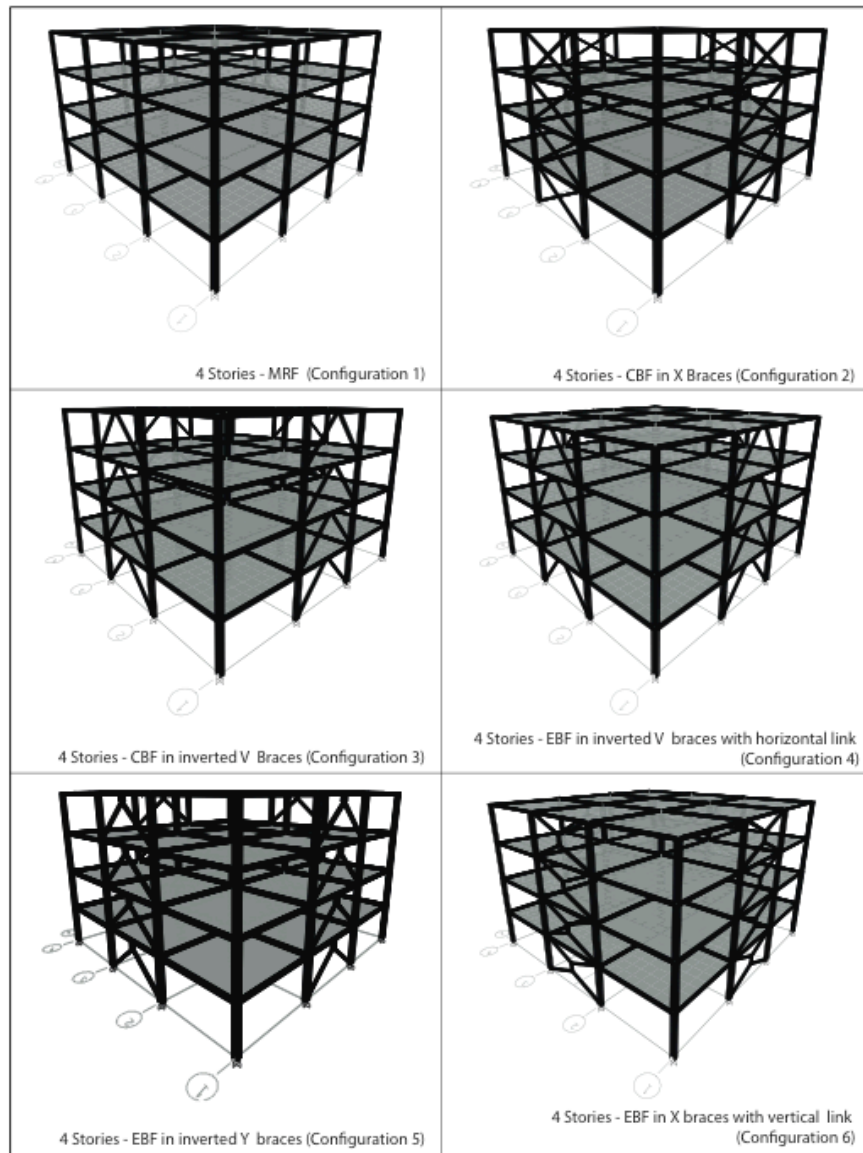 4 Stories - MRF (Configuration 1)
4 Stories - CBF in X Braces (Configuration 2)
4 Stories - CBF in inverted V Braces (Configuration 3)
4 Stories - EBF in inverted V braces with horizontal link
(Configuration 4)
4 Stories - EBF in inverted Y braces (Configuration 5)
4 Stories - EBF in X braces with vertical link
(Configuration 6)